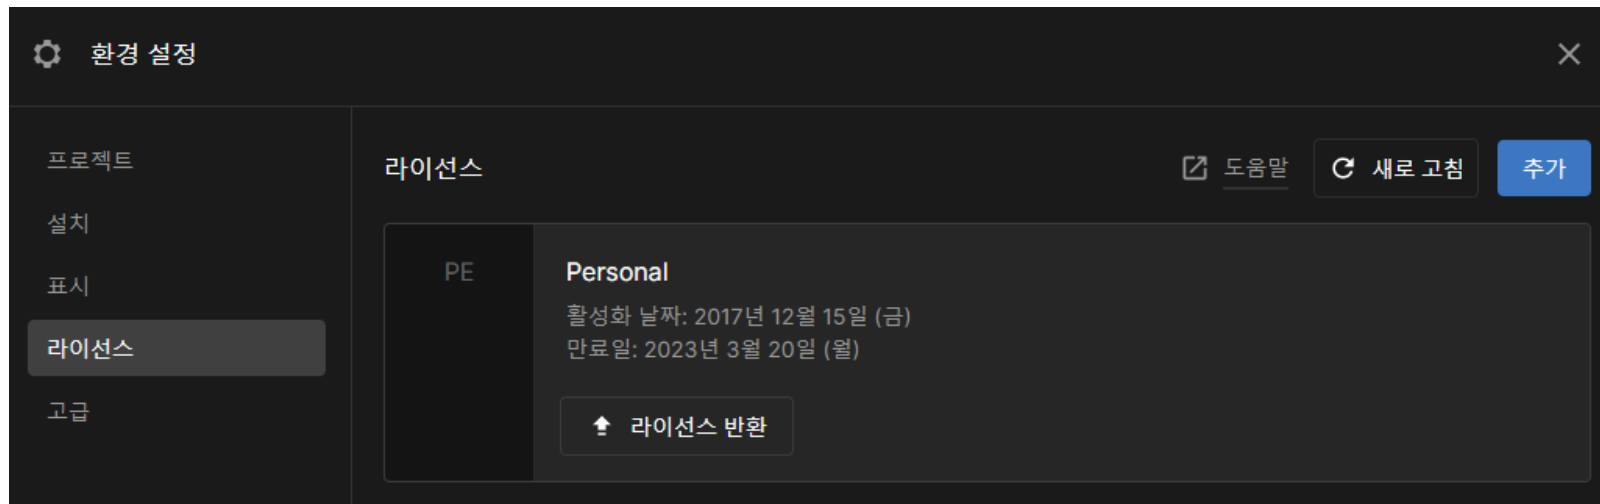 환경 설정
프로젝트
설치
표시
라이선스
고급
라이선스
도움말
새로 고침
추가
PE
Personal
활성화 날짜: 2017년 12월 15일 (금)
만료일: 2023년 3월 20일 (월)
라이선스 반환